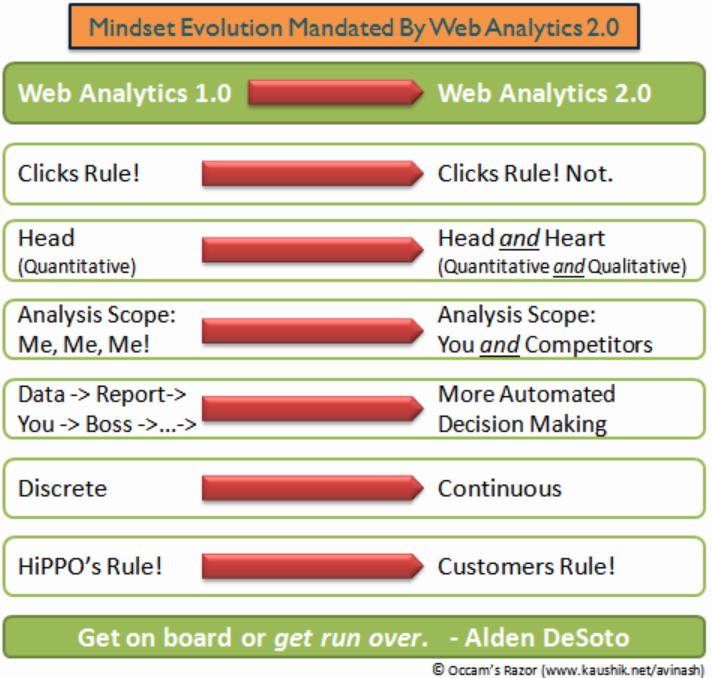 Mindset Evolution Mandated By Web Analytics 2.0
Web Analytics 1.0
Web Analytics 2.0
Clicks Rule!
Clicks Rule! Not.
Head
(Quantitative)
Head and Heart
(Quantitative and Qualitative)
Analysis Scope:
Me, Me, Me!
Analysis Scope:
You and Competitors
Data -> Report->
You -> Boss ->...->
More Automated
Decision Making
Discrete
Continuous
HiPPO's Rule!
Customers Rule!
Get on board or get run over. - Alden DeSoto
© Occam's Razor (www.kaushik.net/avinash)